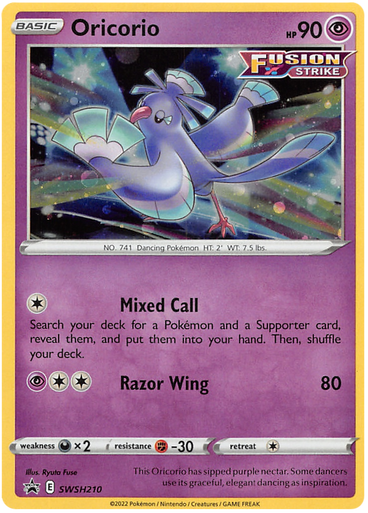 BASIC Oricorio HP 90
FUSION
STRIKE
NO. 741 Dancing Pokémon. HT: 2' WT: 7.5 lbs.
Mixed Call
Search your deck for a Pokémon and a Supporter card,
reveal them, and put them into your hand. Then, shuffle
your deck.
Razor Wing 80
weakness ×2 resistance -30 retreat
Illus. Ryuta Fuse
E SWSH210
This Oricorio has sipped purple nectar. Some dancers
use its graceful, elegant dancing as inspiration.
©2022 Pokémon / Nintendo / Creatures / GAME FREAK